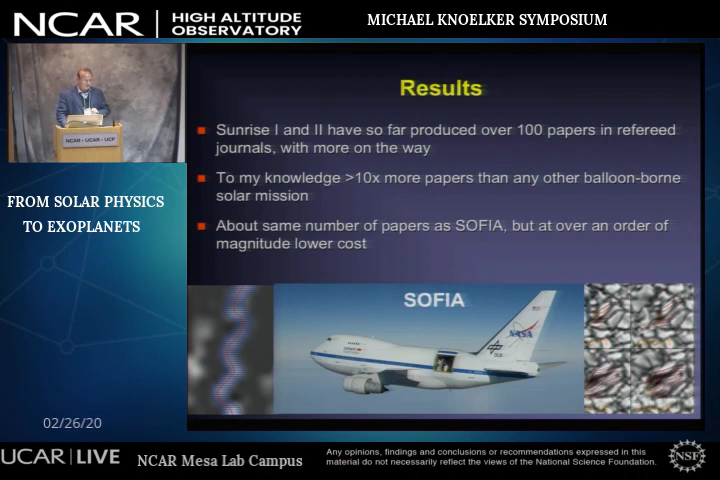 NCAR
HIGH ALTITUDE
OBSERVATORY
MICHAEL KNOELKER SYMPOSIUM
NCAR - UCAR - UCP
FROM SOLAR PHYSICS
TO EXOPLANETS
02/26/20
Results
Sunrise I and II have so far produced over 100 papers in refereed
journals, with more on the way
To my knowledge >10x more papers than any other balloon-borne
solar mission
About same number of papers as SOFIA, but at over an order of
magnitude lower cost
SOFIA
NASA
DLR
UCAR | LIVE
NCAR Mesa Lab Campus
Any opinions, findings and conclusions or recommendations expressed in this
material do not necessarily reflect the views of the National Science Foundation.
NSF